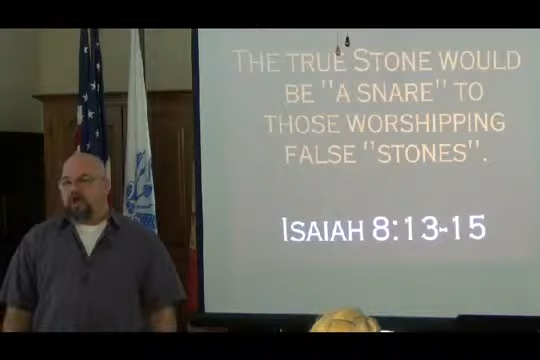 THE TRUE STONE WOULD
BE "A SNARE" TO
THOSE WORSHIPPING
FALSE "STONES".
ISAIAH 8:13-15